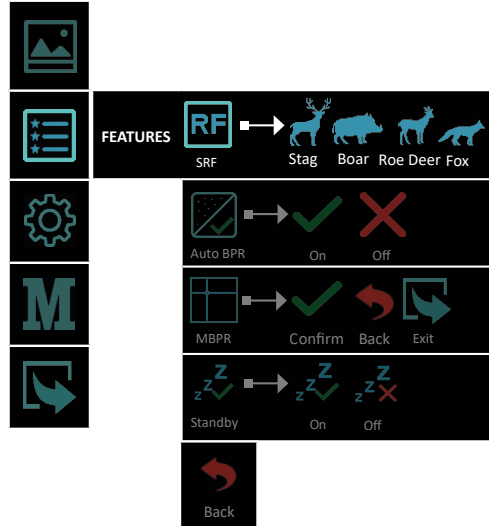 FEATURES
RF
SRF
Stag Boar Roe Deer Fox
Auto BPR On Off
MBPR Confirm Back Exit
M
z z Z z z Z z z Z
Standby On Off
Back